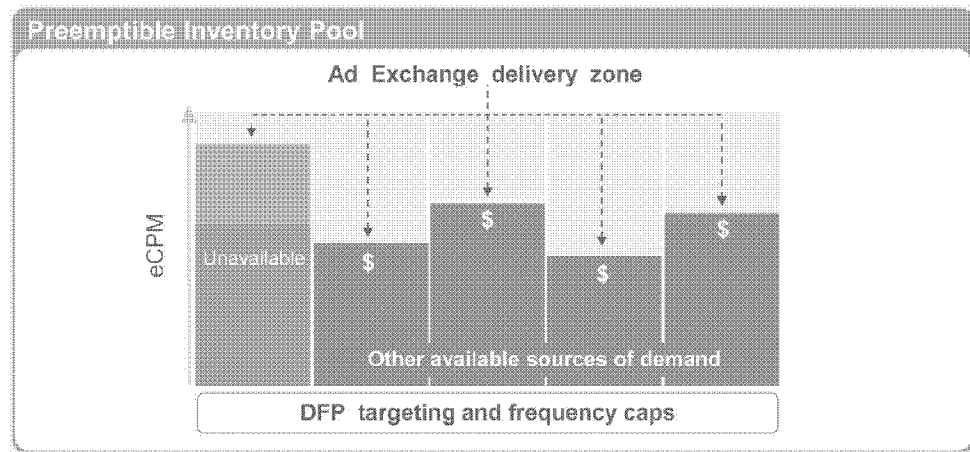 Preemptible Inventory Pool
Ad Exchange delivery zone
eCPM
Unavailable
$
$
$
$
Other available sources of demand
DFP targeting and frequency caps